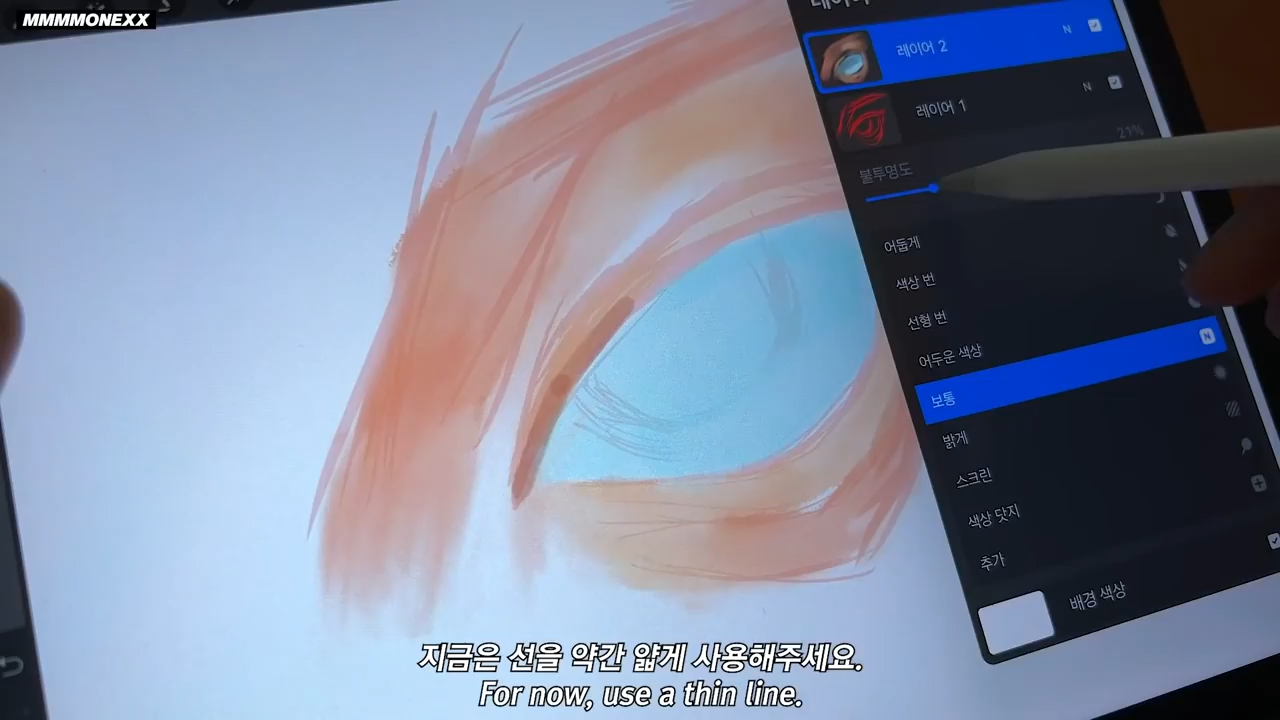 MMMMONEXX
레이어
레이어 2
N
레이어 1
N
21%
불투명도
어둡게
색상 번
선형 번
어두운 색상
보통
N
밝게
스크린
색상 닷지
추가
배경 색상
지금은 선을 약간 얇게 사용해주세요.
For now, use a thin line.